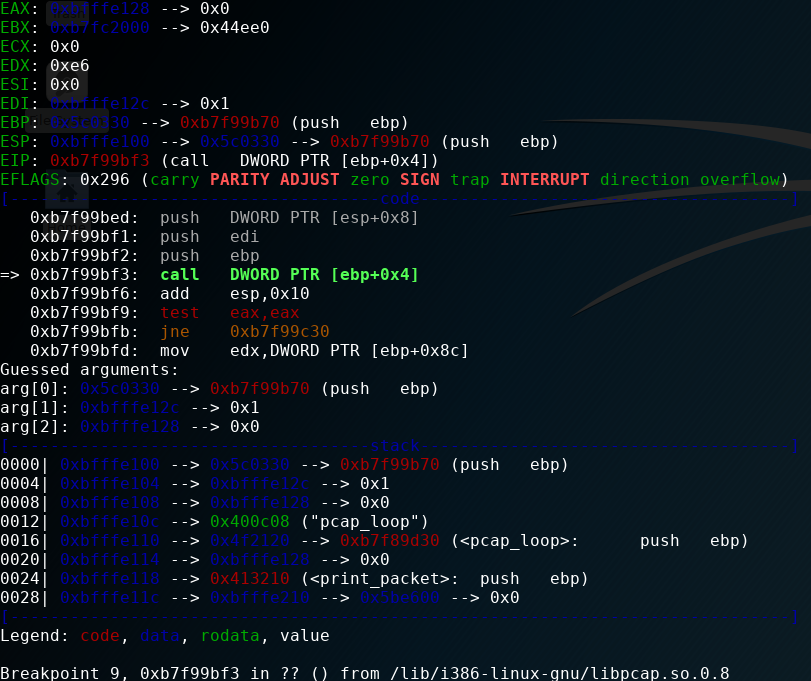 EAX: 0xbfffe128 --> 0x0
EBX: 0xb7fc2000 --> 0x44ee0
ECX: 0x0
EDX: 0xe6
ESI: 0x0
EDI: 0xbfffe12c --> 0x1
EBP: 0x5c0330 --> 0xb7f99b70 (push   ebp)
ESP: 0xbfffe100 --> 0x5c0330 --> 0xb7f99b70 (push   ebp)
EIP: 0xb7f99bf3 (call   DWORD PTR [ebp+0x4])
EFLAGS: 0x296 (carry PARITY ADJUST zero SIGN trap INTERRUPT direction overflow)
[-------------------------------------code-------------------------------------]
   0xb7f99bed:  push   DWORD PTR [esp+0x8]
   0xb7f99bf1:  push   edi
   0xb7f99bf2:  push   ebp
=> 0xb7f99bf3:  call   DWORD PTR [ebp+0x4]
   0xb7f99bf6:  add    esp,0x10
   0xb7f99bf9:  test   eax,eax
   0xb7f99bfb:  jne    0xb7f99c30
   0xb7f99bfd:  mov    edx,DWORD PTR [ebp+0x8c]
Guessed arguments:
arg[0]: 0x5c0330 --> 0xb7f99b70 (push   ebp)
arg[1]: 0xbfffe12c --> 0x1
arg[2]: 0xbfffe128 --> 0x0
[------------------------------------stack-------------------------------------]
0000| 0xbfffe100 --> 0x5c0330 --> 0xb7f99b70 (push   ebp)
0004| 0xbfffe104 --> 0xbfffe12c --> 0x1
0008| 0xbfffe108 --> 0xbfffe128 --> 0x0
0012| 0xbfffe10c --> 0x400c08 ("pcap_loop")
0016| 0xbfffe110 --> 0x4f2120 --> 0xb7f89d30 (<pcap_loop>:      push   ebp)
0020| 0xbfffe114 --> 0xbfffe128 --> 0x0
0024| 0xbfffe118 --> 0x413210 (<print_packet>:  push   ebp)
0028| 0xbfffe11c --> 0xbfffe210 --> 0x5be600 --> 0x0
[------------------------------------------------------------------------------]
Legend: code, data, rodata, value

Breakpoint 9, 0xb7f99bf3 in ?? () from /lib/i386-linux-gnu/libpcap.so.0.8